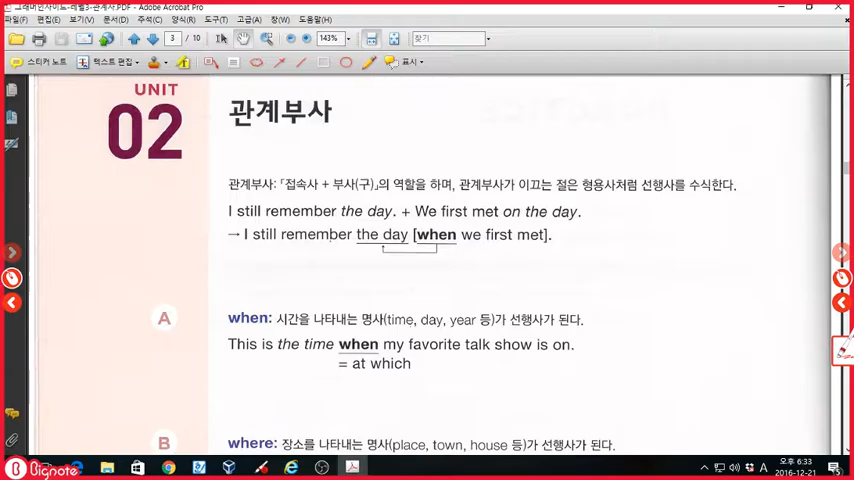 그래머인사이트-레벨3-관계사.PDF - Adobe Acrobat Pro
파일(F) 편집(E) 보기(V) 문서(D) 주석(C) 양식(R) 도구(T) 고급(A) 창(W) 도움말(H)
3 / 10 143% 찾기
스티커 노트 텍스트 편집 표시
UNIT
02
관계부사
관계부사: 「접속사 + 부사(구)」의 역할을 하며, 관계부사가 이끄는 절은 형용사처럼 선행사를 수식한다.
I still remember the day. + We first met on the day.
→ I still remember the day [when we first met].
A
when: 시간을 나타내는 명사(time, day, year 등)가 선행사가 된다.
This is the time when my favorite talk show is on.
= at which
B
where: 장소를 나타내는 명사(place, town, house 등)가 선행사가 된다.
Bignote
A
오후 6:33
2016-12-21